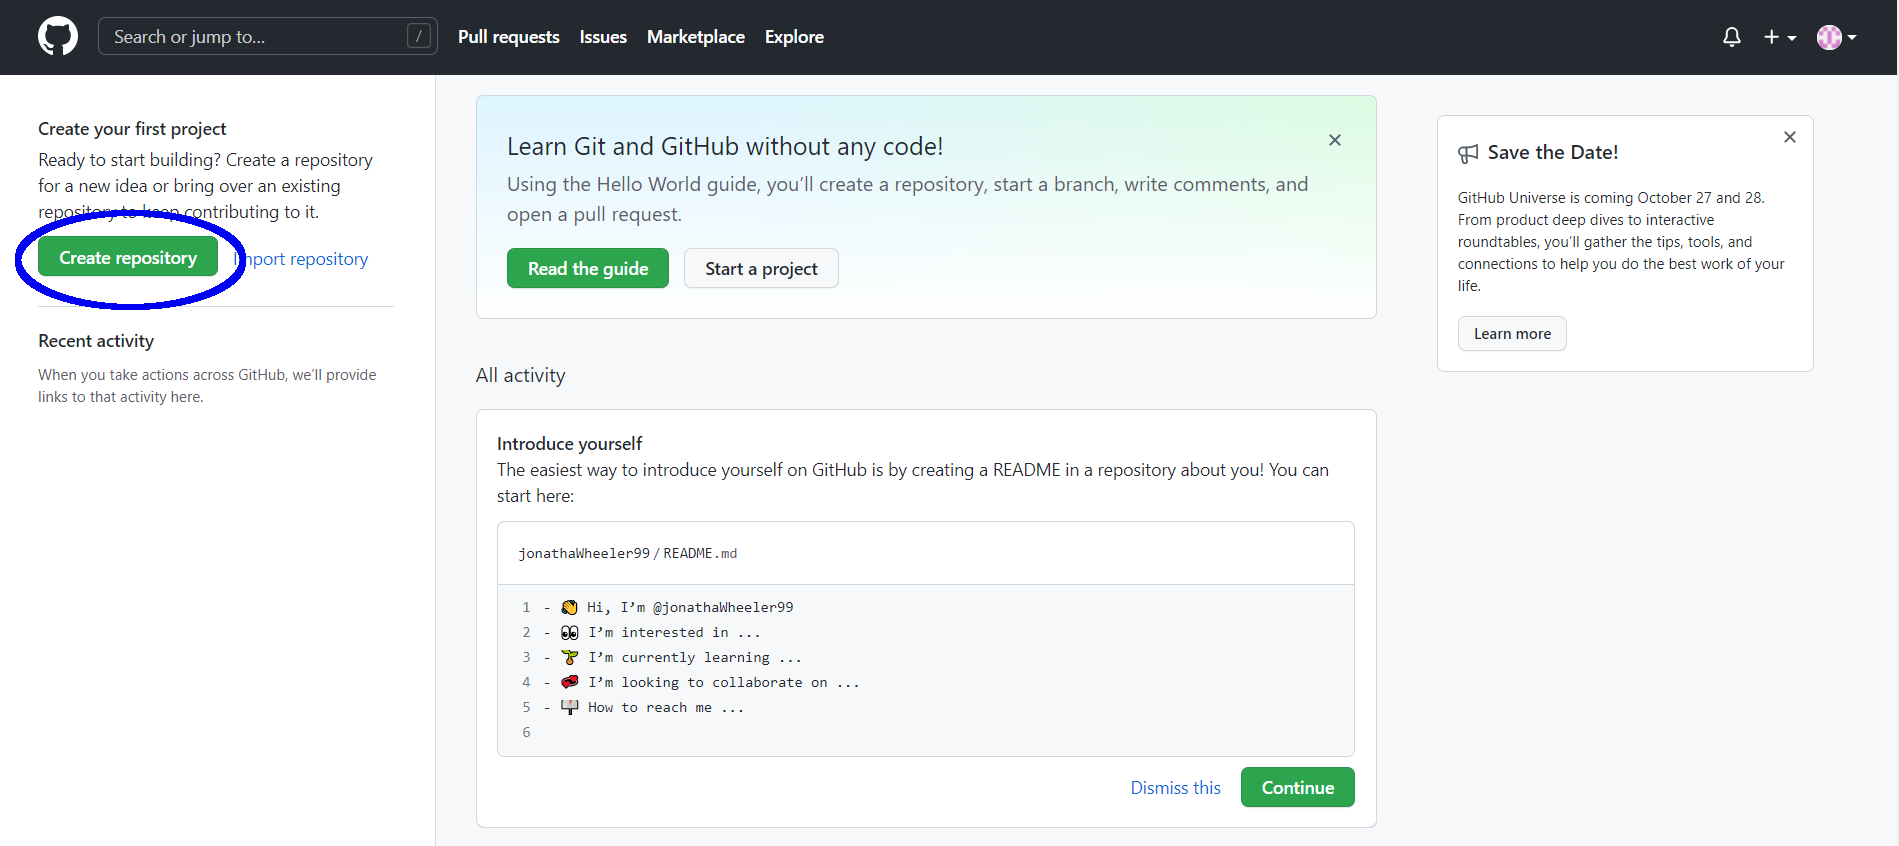 Search or jump to...
/
Pull requests
Issues
Marketplace
Explore
Create your first project
Ready to start building? Create a repository
for a new idea or bring over an existing
repository to keep contributing to it.
Create repository
Import repository
Recent activity
When you take actions across GitHub, we’ll provide
links to that activity here.
Learn Git and GitHub without any code!
Using the Hello World guide, you’ll create a repository, start a branch, write comments, and
open a pull request.
Read the guide
Start a project
All activity
Introduce yourself
The easiest way to introduce yourself on GitHub is by creating a README in a repository about you! You can
start here:
jonathaWheeler99/README.md
1 - 👋 Hi, I’m @jonathaWheeler99
2 - 👀 I’m interested in ...
3 - 🌱 I’m currently learning ...
4 - 💞️ I’m looking to collaborate on ...
5 - 📫 How to reach me ...
6
Dismiss this
Continue
Save the Date!
GitHub Universe is coming October 27 and 28.
From product deep dives to interactive
roundtables, you’ll gather the tips, tools, and
connections to help you do the best work of your
life.
Learn more